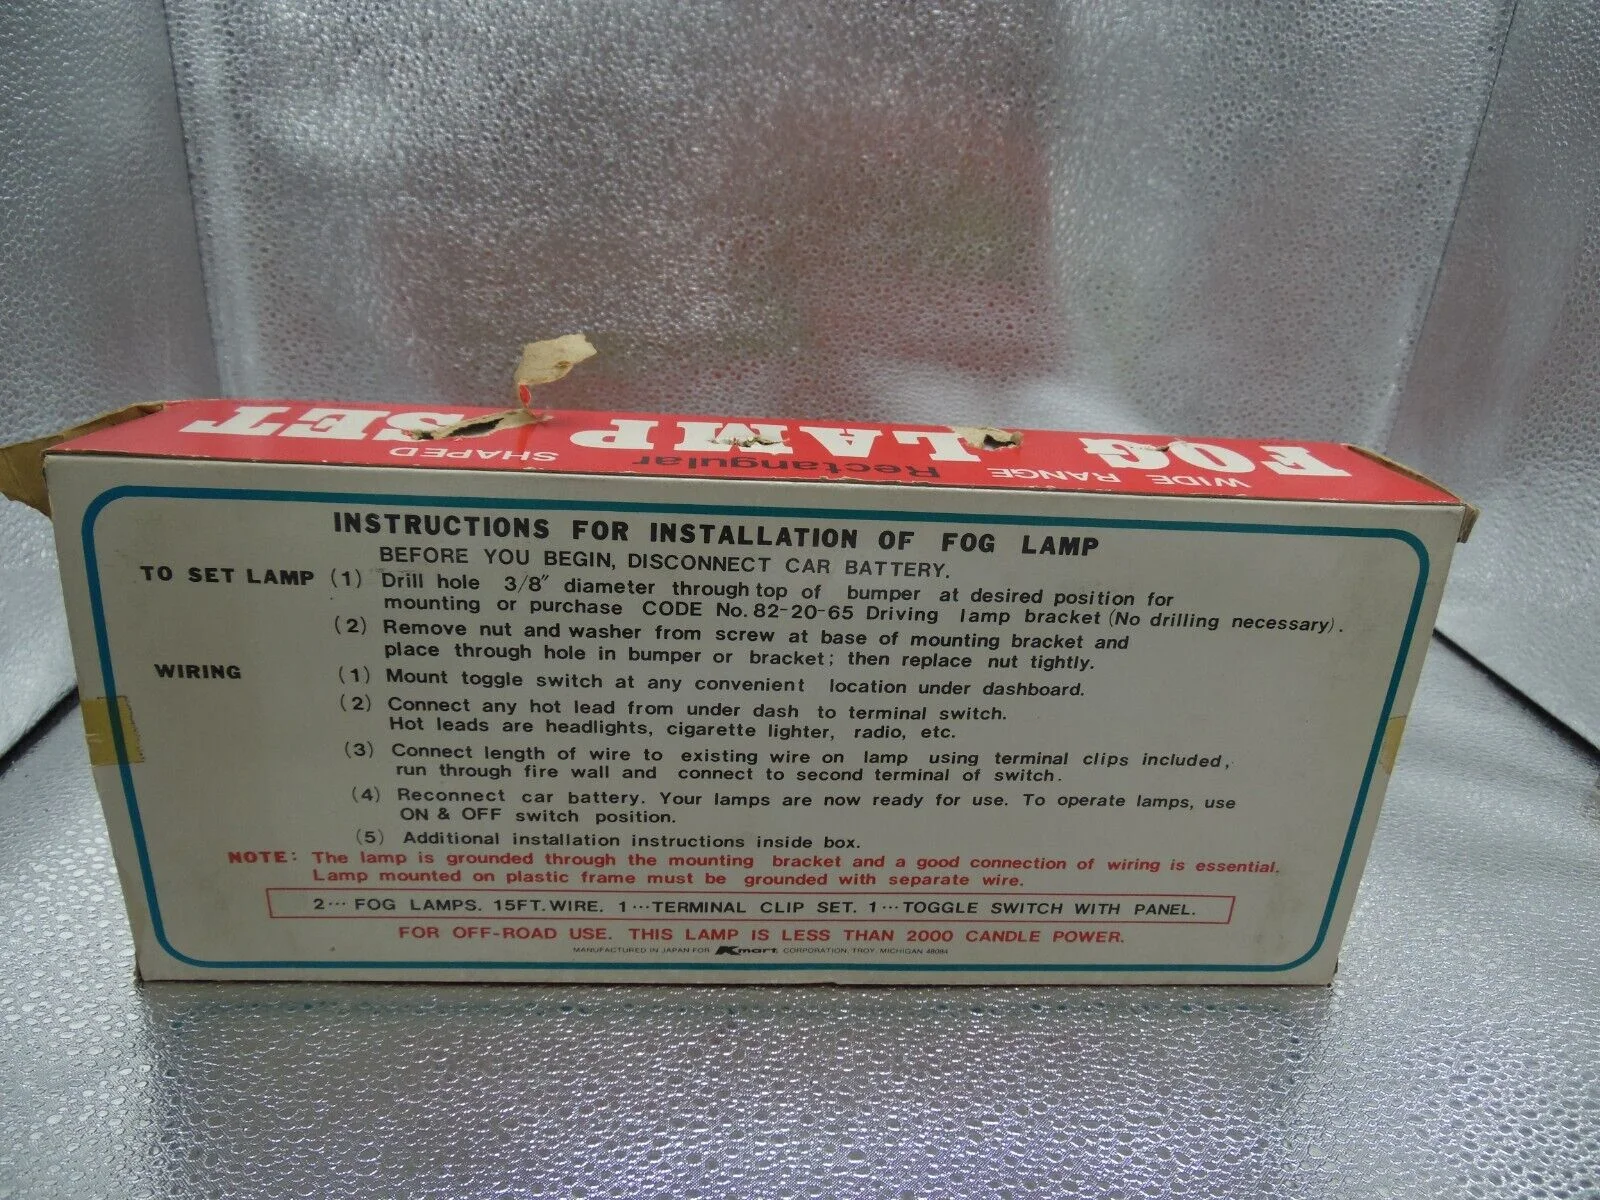 FOG LAMP SET
WIDE RANGE Rectangular SHAPED
INSTRUCTIONS FOR INSTALLATION OF FOG LAMP
BEFORE YOU BEGIN, DISCONNECT CAR BATTERY.
TO SET LAMP (1) Drill hole 3/8" diameter through top of bumper at desired position for
mounting or purchase CODE No. 82-20-65 Driving lamp bracket (No drilling necessary).
(2) Remove nut and washer from screw at base of mounting bracket and
place through hole in bumper or bracket; then replace nut tightly.
WIRING (1) Mount toggle switch at any convenient location under dashboard.
(2) Connect any hot lead from under dash to terminal switch.
Hot leads are headlights, cigarette lighter, radio, etc.
(3) Connect length of wire to existing wire on lamp using terminal clips included,
run through fire wall and connect to second terminal of switch.
(4) Reconnect car battery. Your lamps are now ready for use. To operate lamps, use
ON & OFF switch position.
(5) Additional installation instructions inside box.
NOTE: The lamp is grounded through the mounting bracket and a good connection of wiring is essential.
Lamp mounted on plastic frame must be grounded with separate wire.
2··· FOG LAMPS. 15FT. WIRE. 1···TERMINAL CLIP SET. 1···TOGGLE SWITCH WITH PANEL.
FOR OFF-ROAD USE. THIS LAMP IS LESS THAN 2000 CANDLE POWER.
MANUFACTURED IN JAPAN FOR Kmart CORPORATION, TROY, MICHIGAN 48084